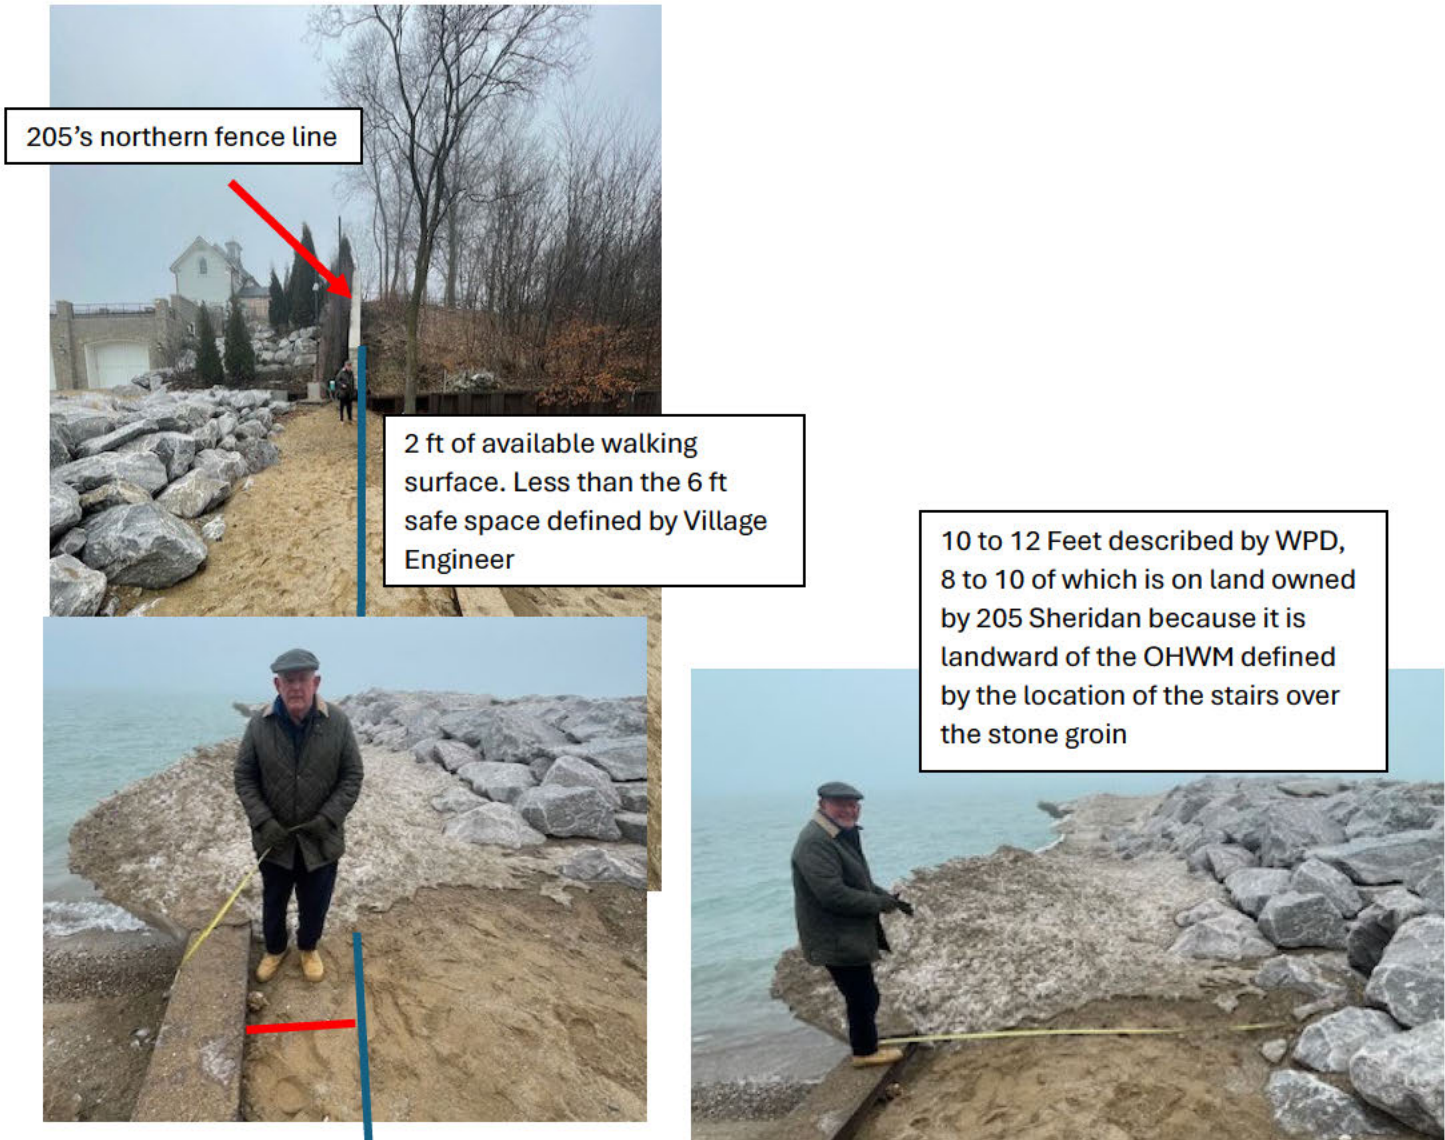 205’s northern fence line
2 ft of available walking
surface. Less than the 6 ft
safe space defined by Village
Engineer
10 to 12 Feet described by WPD,
8 to 10 of which is on land owned
by 205 Sheridan because it is
landward of the OHWM defined
by the location of the stairs over
the stone groin